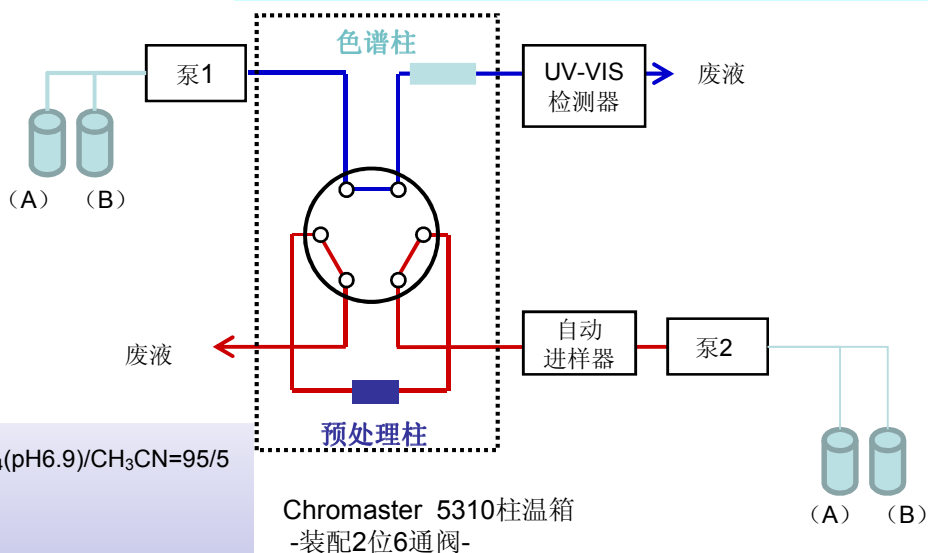 色谱柱
泵1
UV-VIS
检测器
废液
（A）
（B）
废液
自动
进样器
泵2
预处理柱
(pH6.9)/CH₃CN=95/5
（A）
（B）
Chromaster 5310柱温箱
-装配2位6通阀-